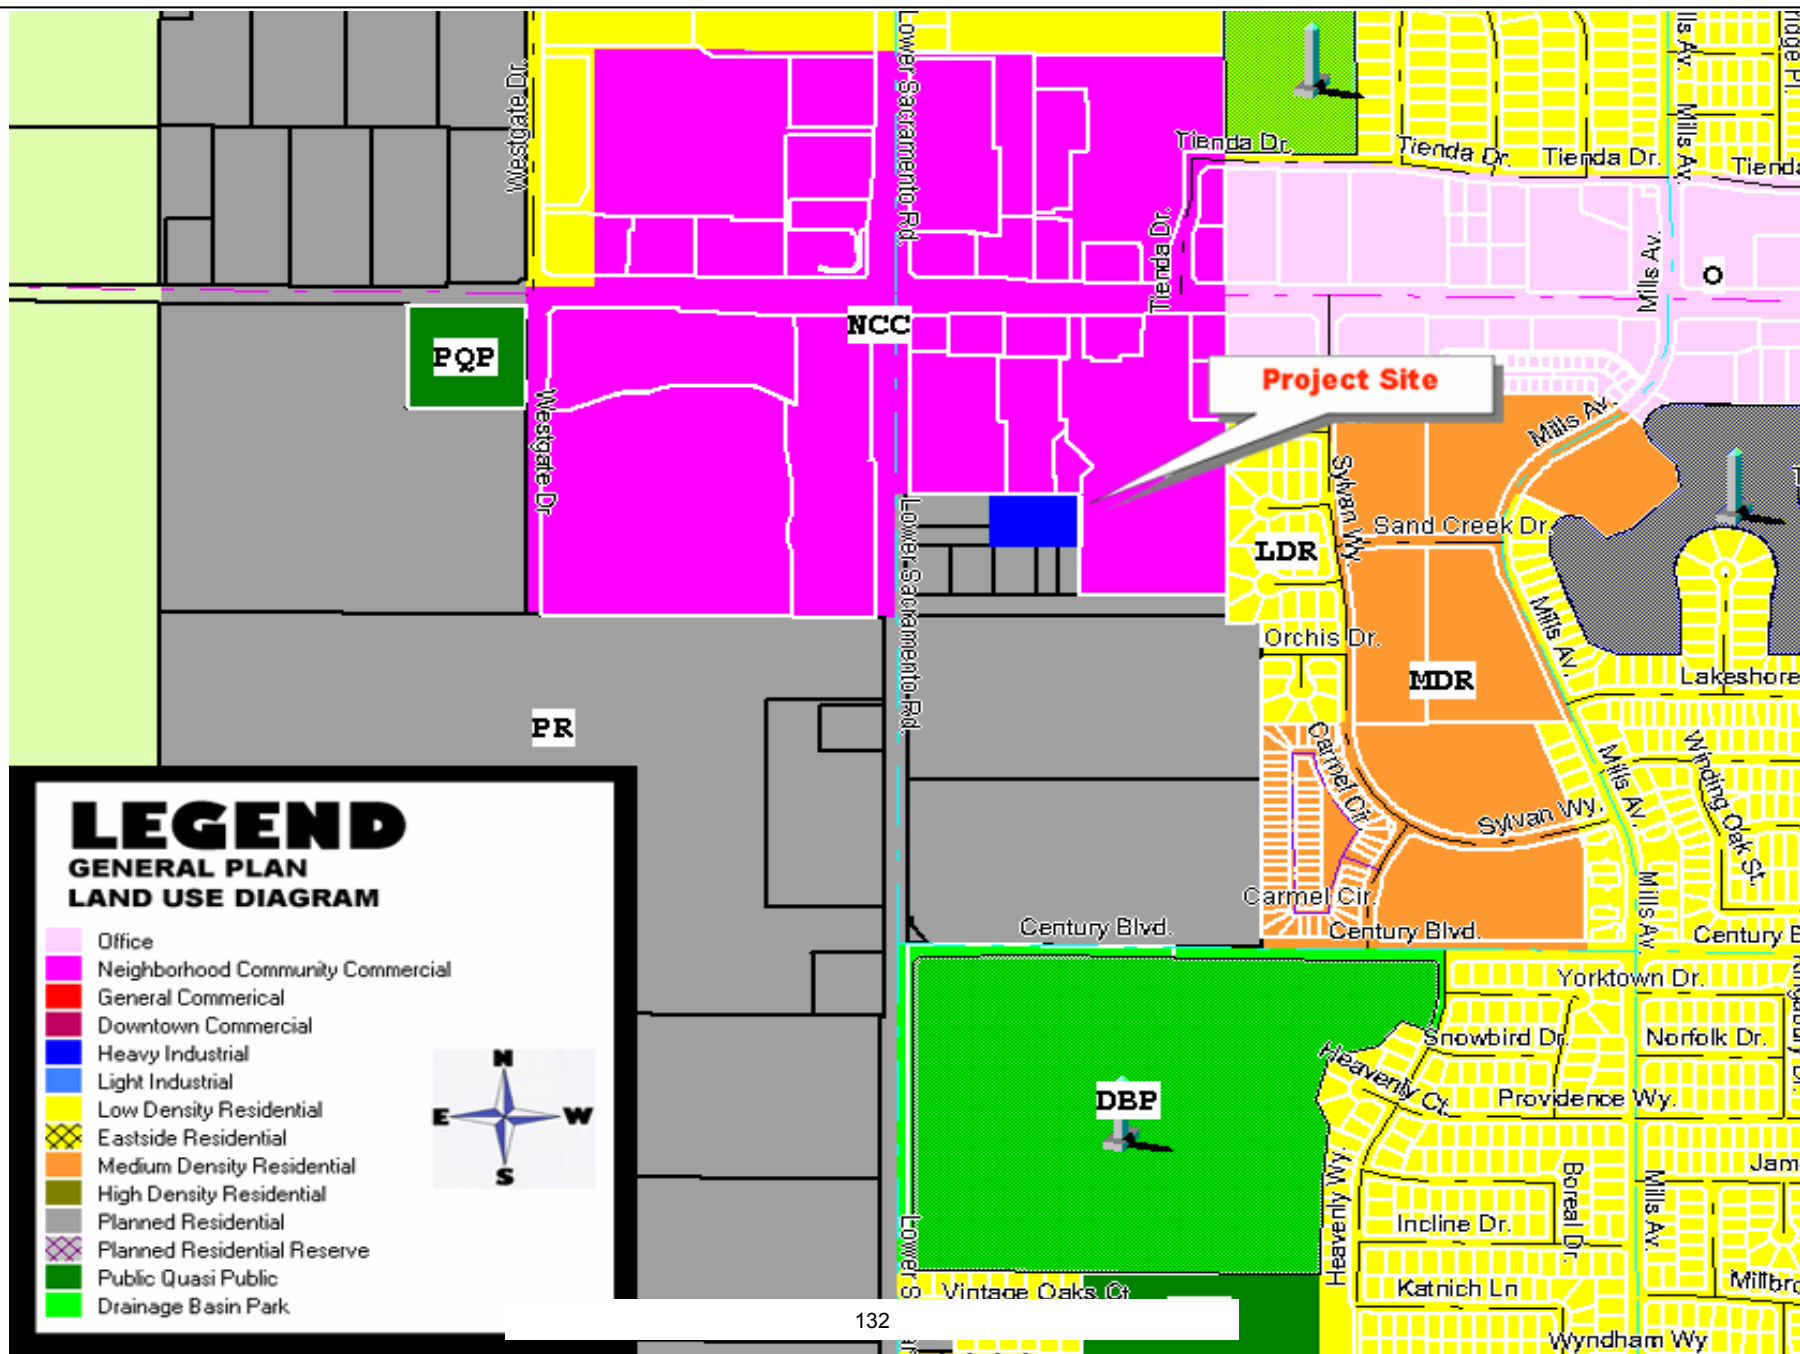 Westgate Dr.
Lower Sacramento Rd.
Mills Av.
Mills Av.
Tienda Dr.
Tienda Dr.
Tienda Dr.
Tienda Dr.
Mills Av.
O
NCC
PQP
Project Site
Westgate Dr
Mills Av.
Sylvan Wy.
Sand Creek Dr.
LDR
Lower Sacramento Rd.
Mills Av.
Orchis Dr.
MDR
Lakeshore
PR
Carmel Cir.
Mills Av.
Winding Oak St.
Sylvan Wy.
Carmel Cir.
Mills Av.
Century Blvd.
Century Blvd.
Century B
Yorktown Dr.
Kingsbury Dr.
Snowbird Dr.
Norfolk Dr.
Heavenly Ct.
DBP
Providence Wy.
Heavenly Wy.
Boreal Dr.
Mills Av.
Jam
Incline Dr.
Katnich Ln
Millbro
Vintage Oaks Ct
Wyndham Wy
Lower S
LEGEND
GENERAL PLAN
LAND USE DIAGRAM
Office
Neighborhood Community Commercial
General Commerical
Downtown Commercial
Heavy Industrial
Light Industrial
Low Density Residential
Eastside Residential
Medium Density Residential
High Density Residential
Planned Residential
Planned Residential Reserve
Public Quasi Public
Drainage Basin Park
N
E W
S
132